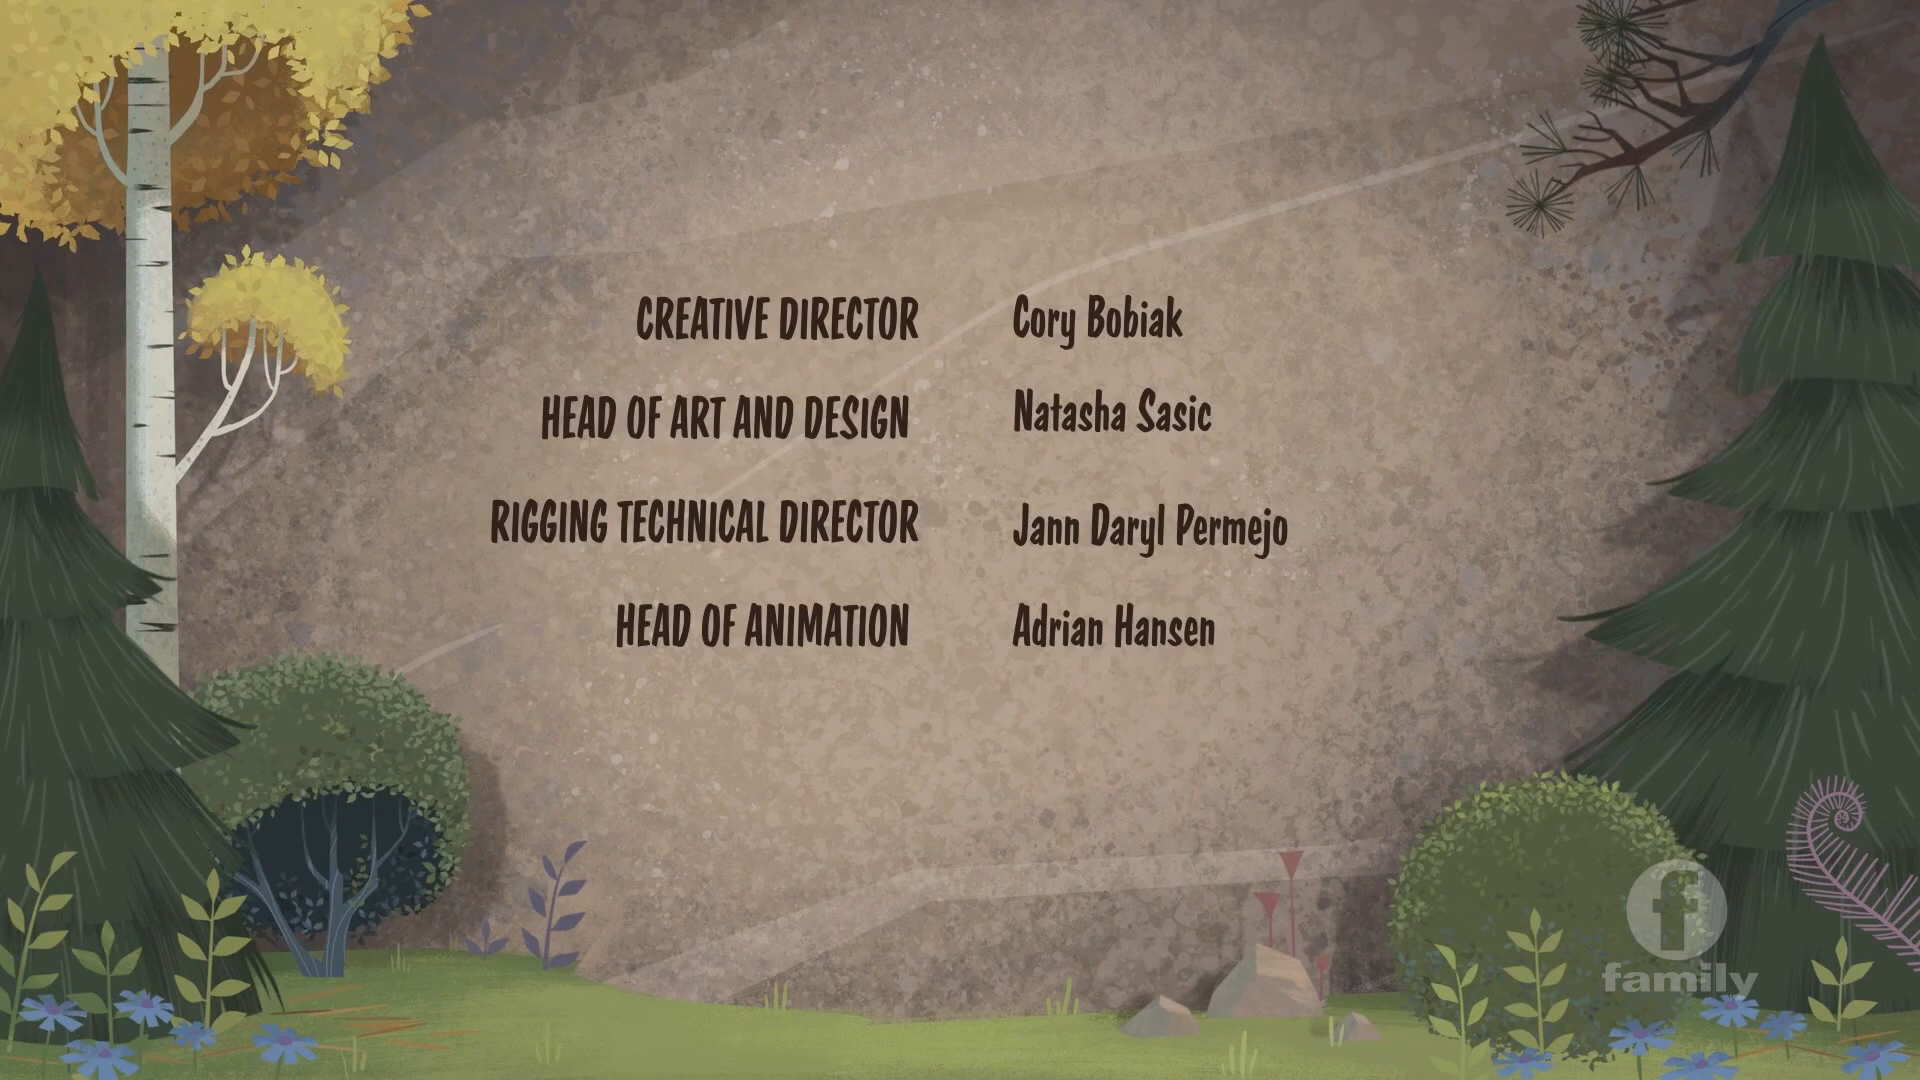 CREATIVE DIRECTOR Cory Bobiak
HEAD OF ART AND DESIGN Natasha Sasic
RIGGING TECHNICAL DIRECTOR Jann Daryl Permejo
HEAD OF ANIMATION Adrian Hansen
f
family